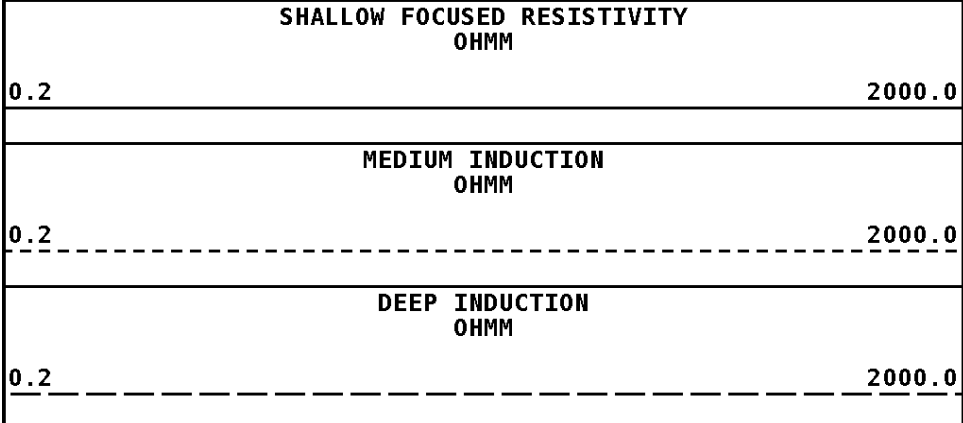 SHALLOW FOCUSED RESISTIVITY
OHMM
0.2 2000.0
MEDIUM INDUCTION
OHMM
0.2 2000.0
DEEP INDUCTION
OHMM
0.2 2000.0